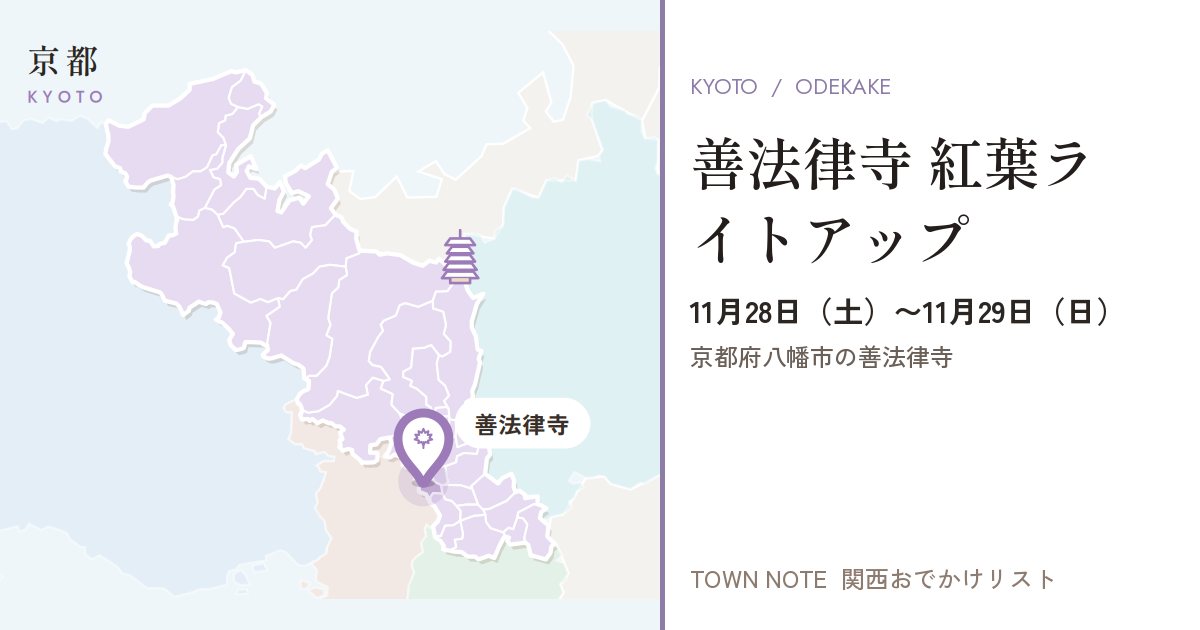 京都
KYOTO
善法律寺
KYOTO / ODEKAKE
善法律寺 紅葉ラ
イトアップ
11月28日（土）〜11月29日（日）
京都府八幡市の善法律寺
TOWN NOTE 関西おでかけリスト